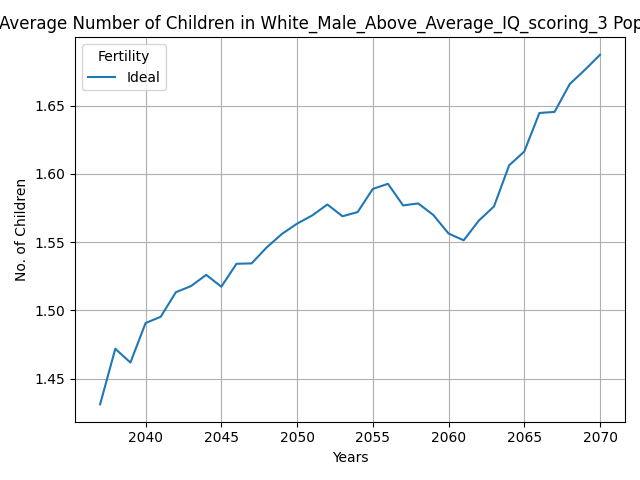 Average Number of Children in White_Male_Above_Average_IQ_scoring_3 Pop
Fertility
Ideal
No. of Children
1.65
1.60
1.55
1.50
1.45
2040 2045 2050 2055 2060 2065 2070
Years